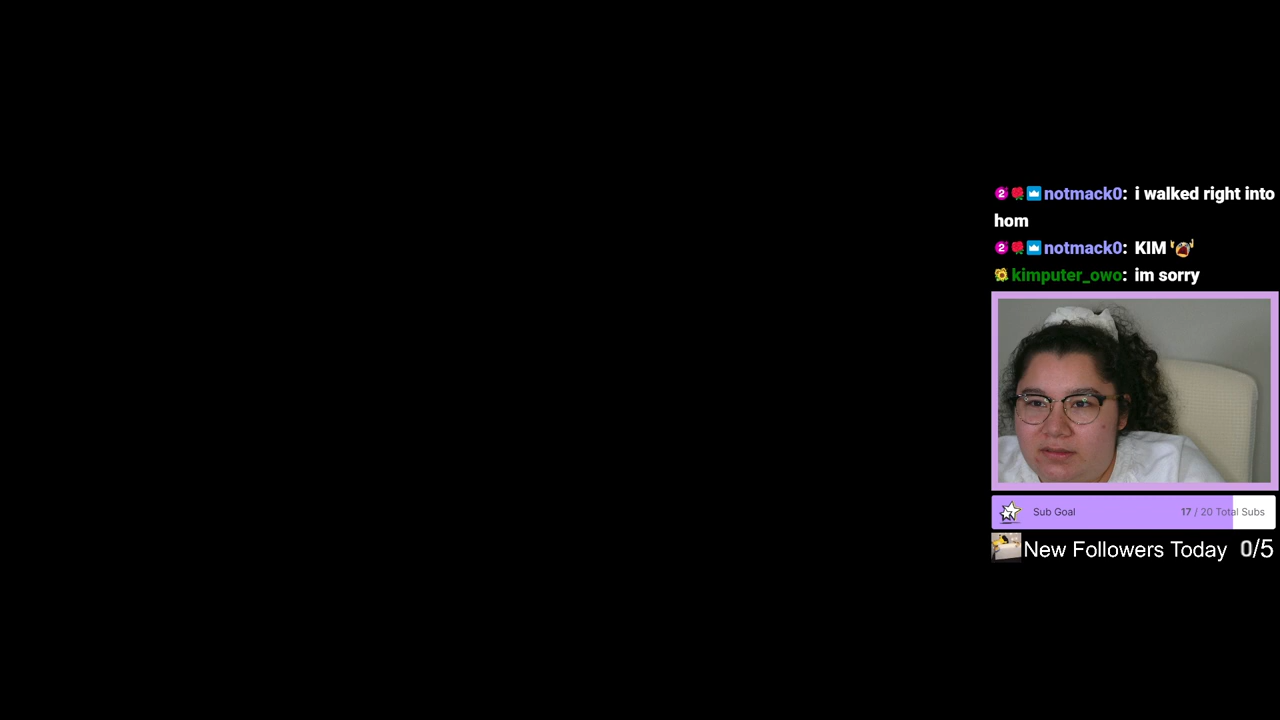 notmack0: i walked right into
hom
notmack0: KIM
kimputer_owo: im sorry
Sub Goal
17 / 20 Total Subs
New Followers Today 0/5